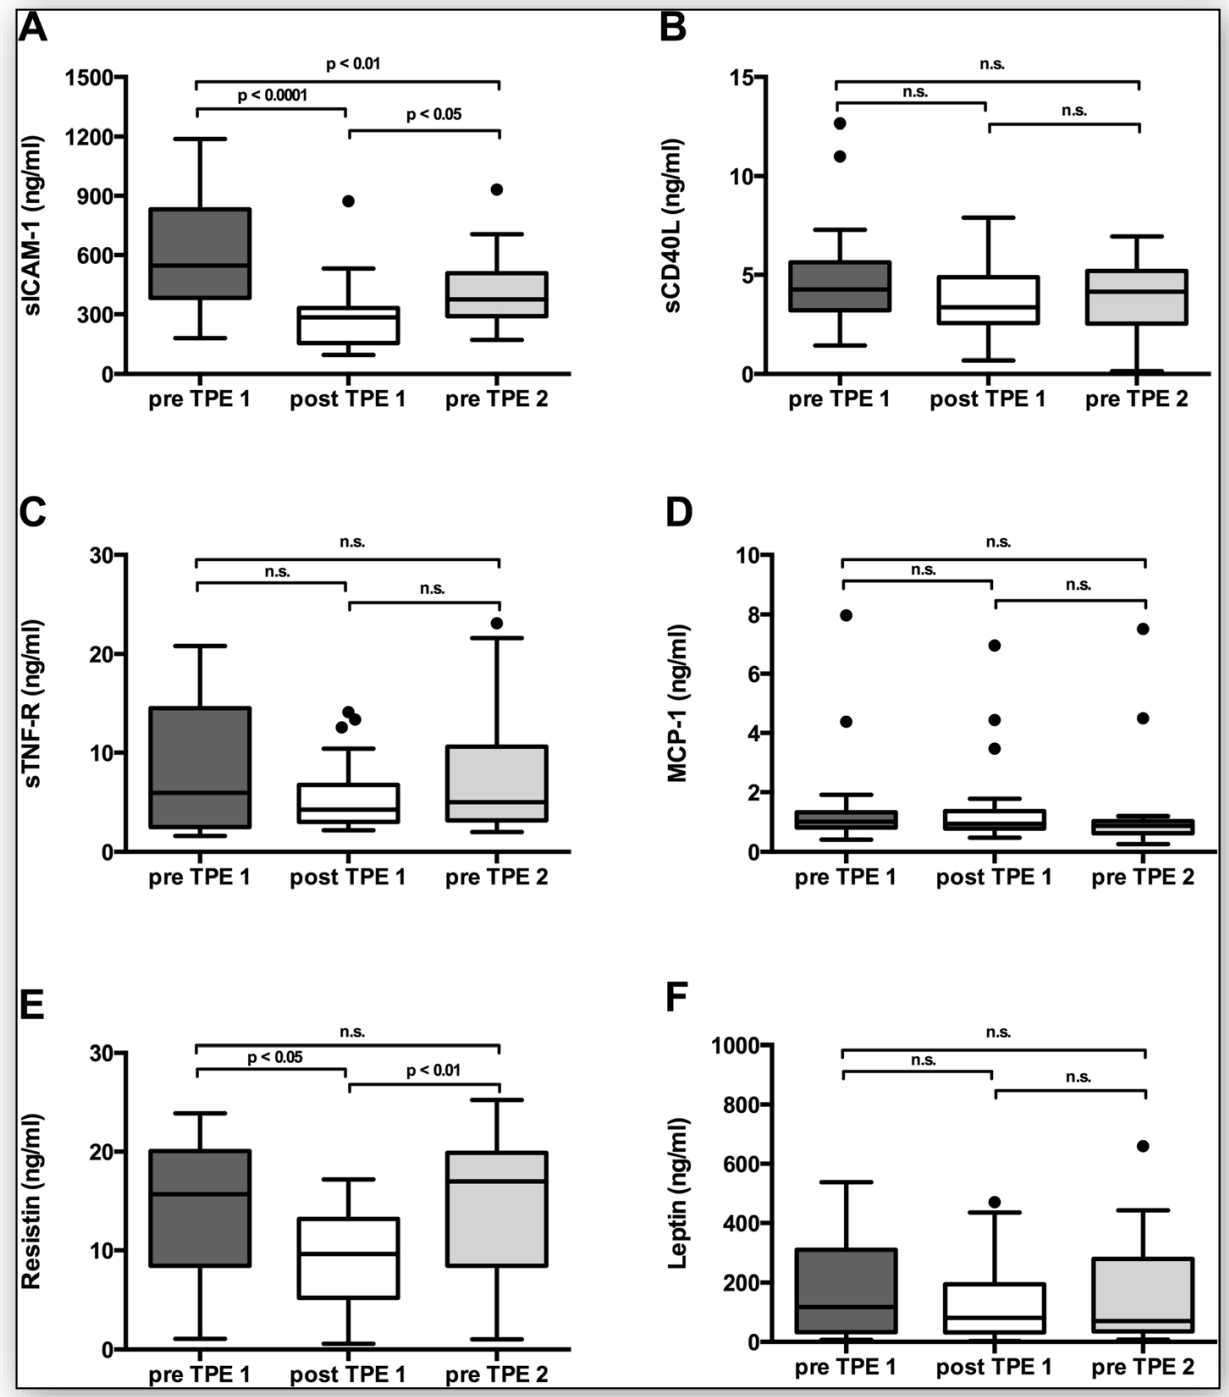 A
p < 0.01
p < 0.0001
p < 0.05
1500
1200
900
600
300
0
sICAM-1 (ng/ml)
pre TPE 1 post TPE 1 pre TPE 2
B
n.s.
n.s.
n.s.
15
10
5
0
sCD40L (ng/ml)
pre TPE 1 post TPE 1 pre TPE 2
C
n.s.
n.s.
n.s.
30
20
10
0
sTNF-R (ng/ml)
pre TPE 1 post TPE 1 pre TPE 2
D
n.s.
n.s.
n.s.
10
8
6
4
2
0
MCP-1 (ng/ml)
pre TPE 1 post TPE 1 pre TPE 2
E
n.s.
p < 0.05
p < 0.01
30
20
10
0
Resistin (ng/ml)
pre TPE 1 post TPE 1 pre TPE 2
F
n.s.
n.s.
n.s.
1000
800
600
400
200
0
Leptin (ng/ml)
pre TPE 1 post TPE 1 pre TPE 2